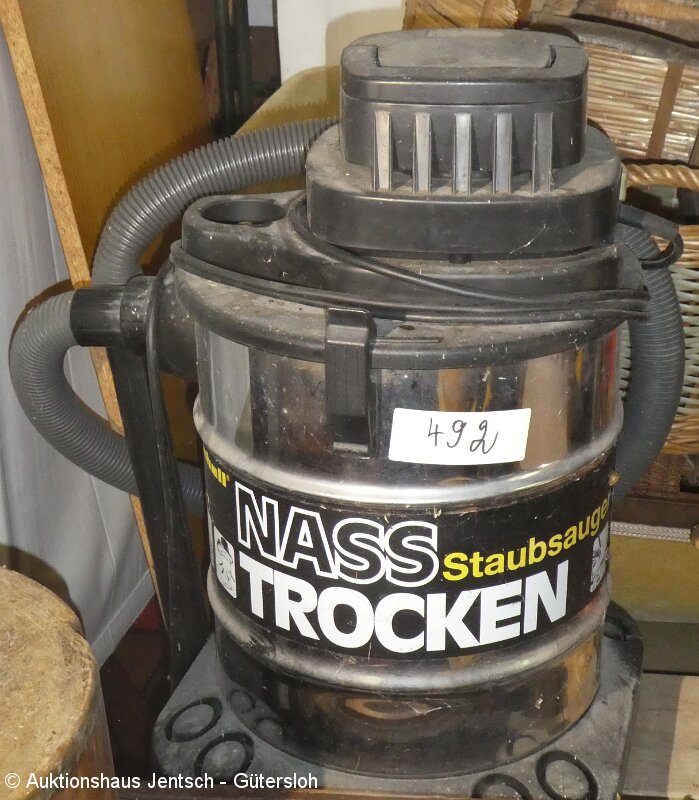 492
NASS
Staubsauger
TROCKEN
© Auktionshaus Jentsch - Gütersloh